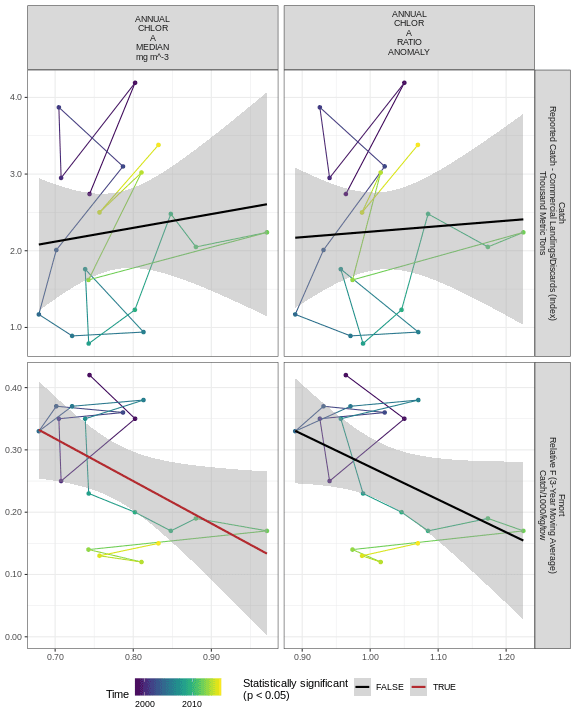 ANNUAL
CHLOR
A
MEDIAN
mg m^-3
ANNUAL
CHLOR
A
RATIO
ANOMALY
4.0
3.0
2.0
1.0
Catch
Reported Catch - Commercial Landings/Discards (Index)
Thousand Metric Tons
0.40
0.30
0.20
0.10
0.00
Fmort
Relative F (3-Year Moving Average)
Catch/1000/kg/tow
0.70 0.80 0.90
0.90 1.00 1.10 1.20
Time
2000 2010
Statistically significant
(p < 0.05)
FALSE
TRUE